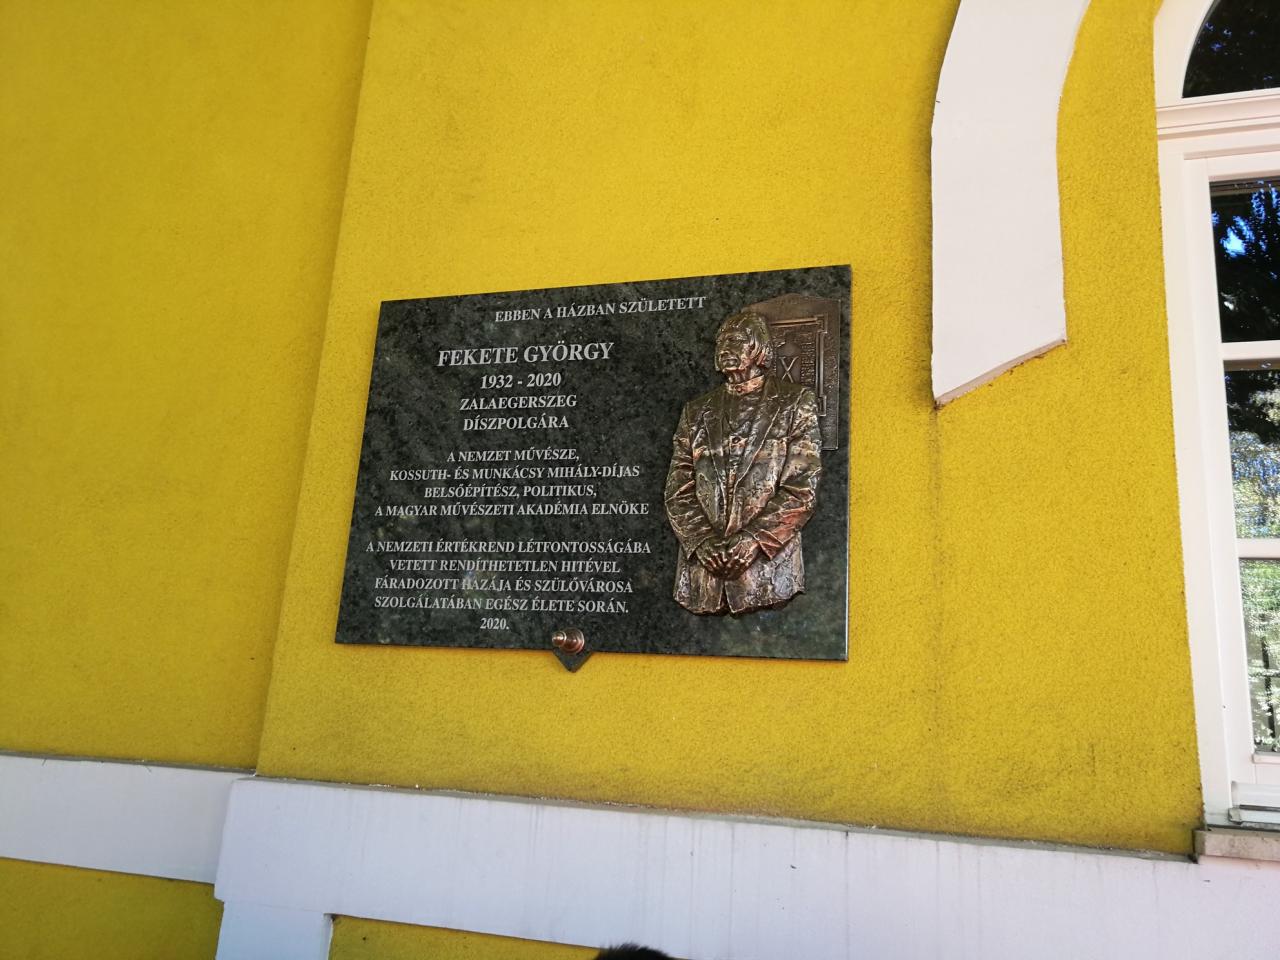 EBBEN A HÁZBAN SZÜLETETT
FEKETE GYÖRGY
1932 - 2020
ZALAEGERSZEG
DÍSZPOLGÁRA
A NEMZET MŰVÉSZE,
KOSSUTH- ÉS MUNKÁCSY MIHÁLY-DÍJAS
BELSŐÉPÍTÉSZ, POLITIKUS,
A MAGYAR MŰVÉSZETI AKADÉMIA ELNÖKE
A NEMZETI ÉRTÉKREND LÉTFONTOSSÁGÁBA
VETETT RENDÍTHETETLEN HITÉVEL
FÁRADOZOTT HAZÁJA ÉS SZÜLŐVÁROSA
SZOLGÁLATÁBAN EGÉSZ ÉLETE SORÁN.
2020.